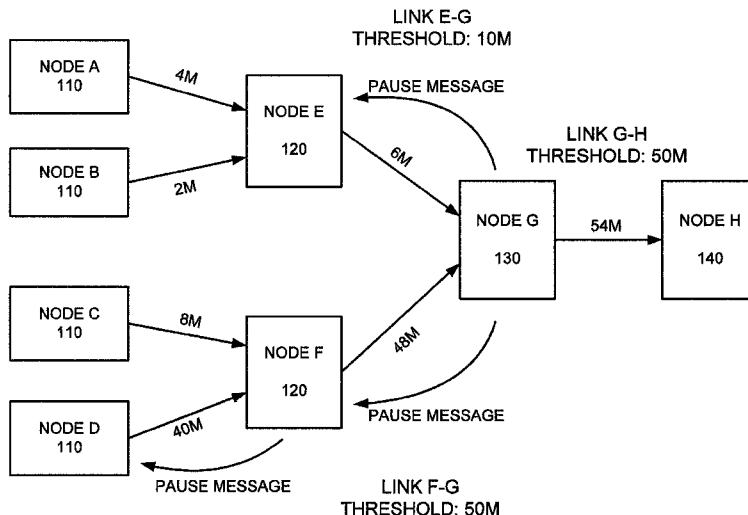 LINK E-G
THRESHOLD: 10M
NODE A
110
4M
PAUSE MESSAGE
NODE E
120
LINK G-H
THRESHOLD: 50M
NODE B
110
2M
6M
NODE G
130
54M
NODE H
140
NODE C
110
8M
NODE F
120
48M
NODE D
110
40M
PAUSE MESSAGE
PAUSE MESSAGE
LINK F-G
THRESHOLD: 50M